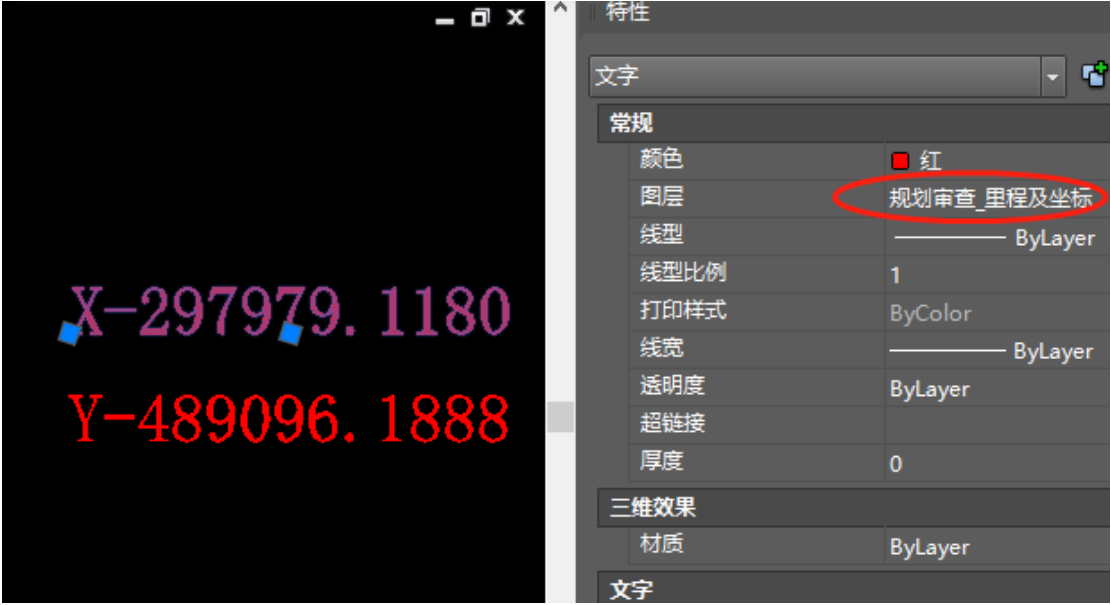 X-297979.1180
Y-489096.1888
特性
文字
常规
颜色 红
图层 规划审查_里程及坐标
线型 ByLayer
线型比例 1
打印样式 ByColor
线宽 ByLayer
透明度 ByLayer
超链接
厚度 0
三维效果
材质 ByLayer
文字